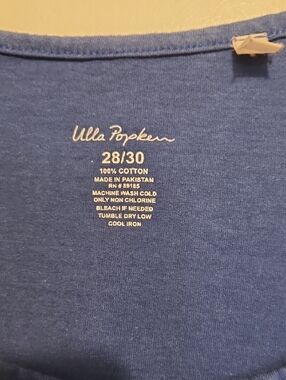 Ulla Popken
28/30
100% COTTON
MADE IN PAKISTAN
RN # 89185
MACHINE WASH COLD
ONLY NON CHLORINE
BLEACH IF NEEDED
TUMBLE DRY LOW
COOL IRON